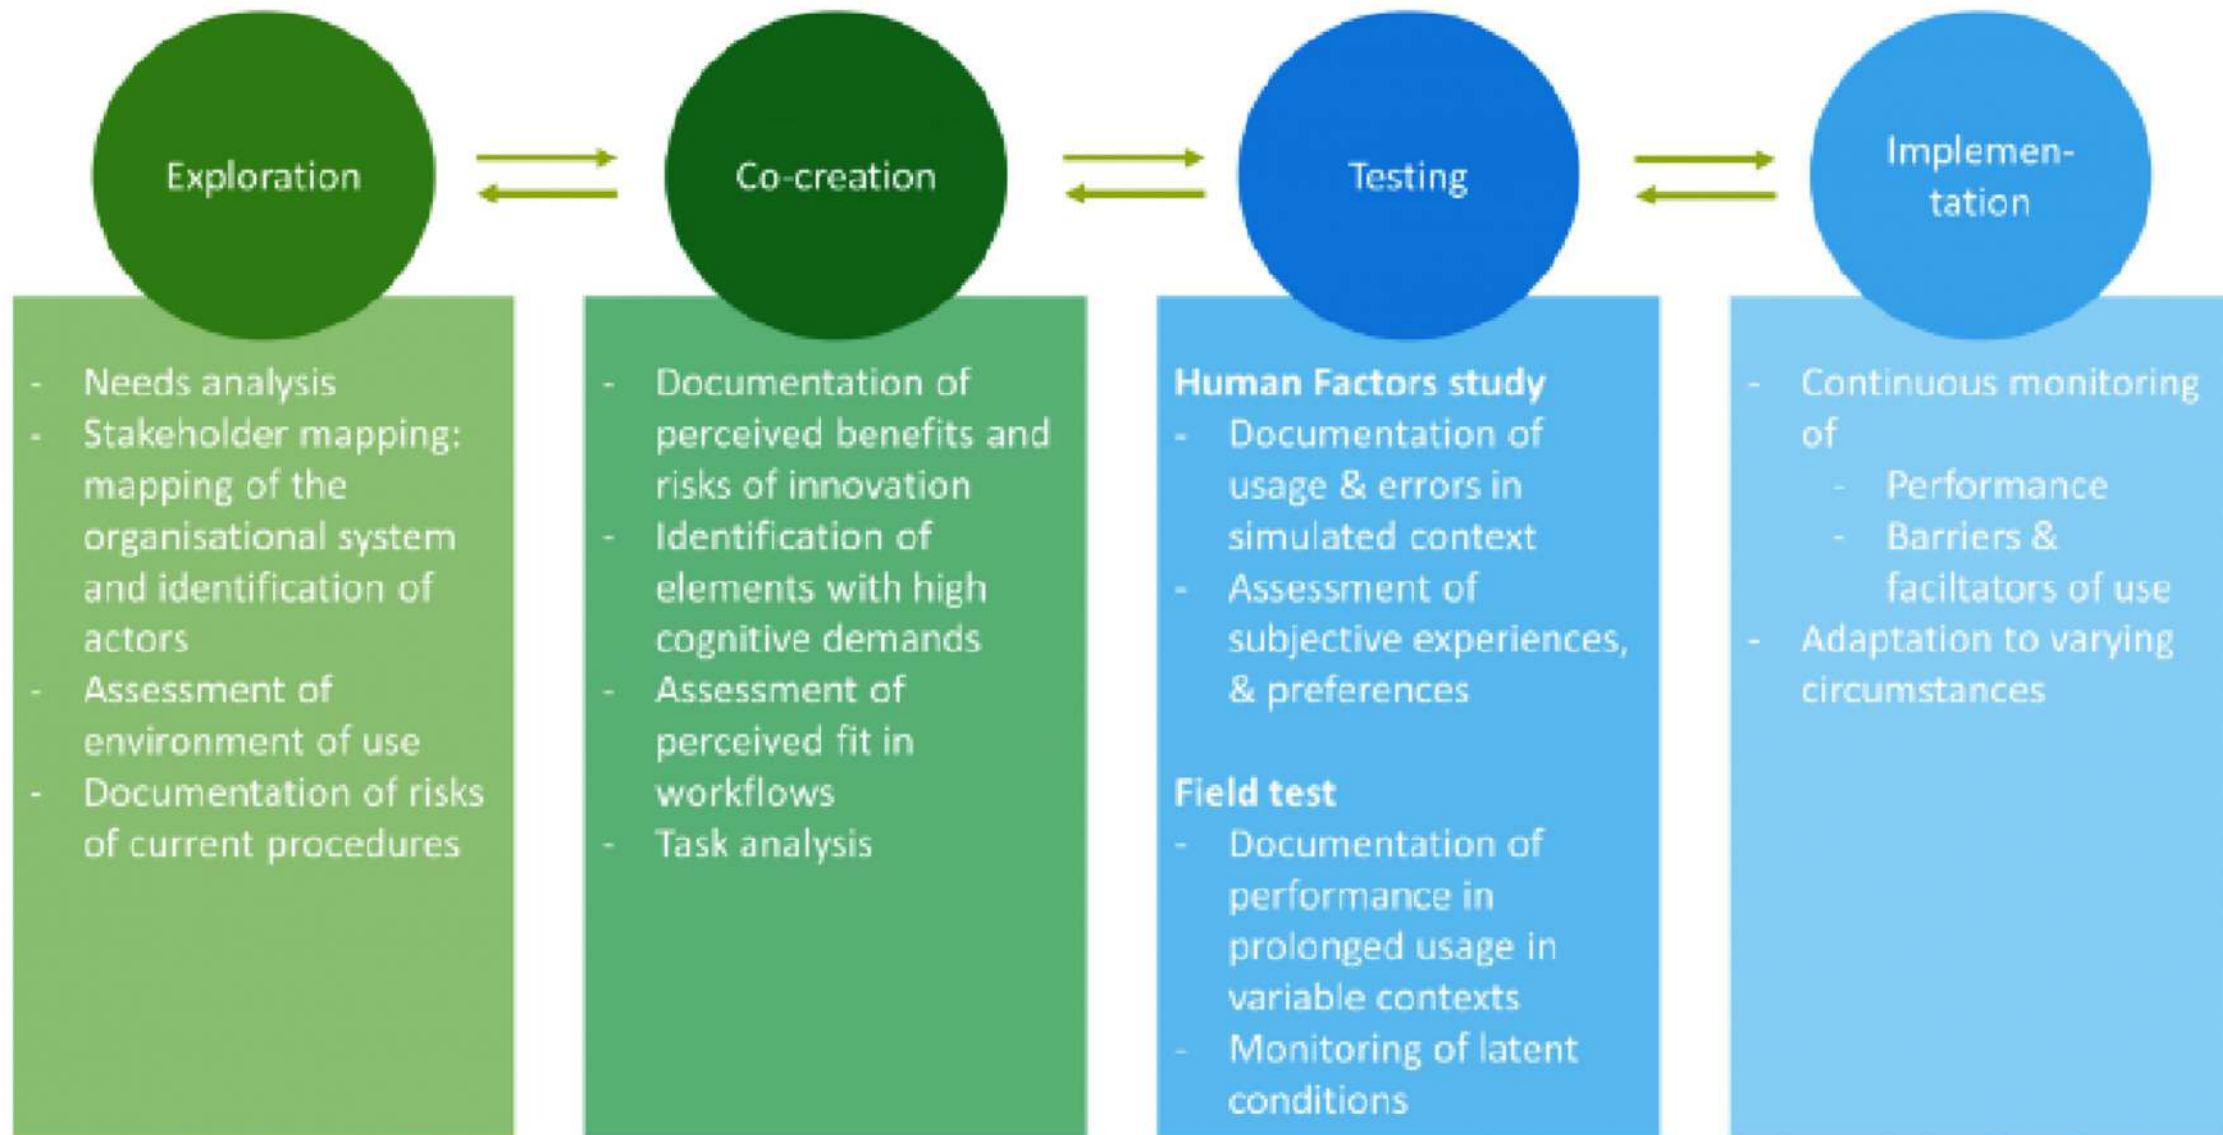 Exploration
- Needs analysis
- Stakeholder mapping:
mapping of the
organisational system
and identification of
actors
- Assessment of
environment of use
- Documentation of risks
of current procedures
Co-creation
- Documentation of
perceived benefits and
risks of innovation
- Identification of
elements with high
cognitive demands
- Assessment of
perceived fit in
workflows
- Task analysis
Testing
Human Factors study
- Documentation of
usage & errors in
simulated context
- Assessment of
subjective experiences,
& preferences
Field test
- Documentation of
performance in
prolonged usage in
variable contexts
- Monitoring of latent
conditions
Implemen-
tation
- Continuous monitoring
of
- Performance
- Barriers &
faciltators of use
- Adaptation to varying
circumstances